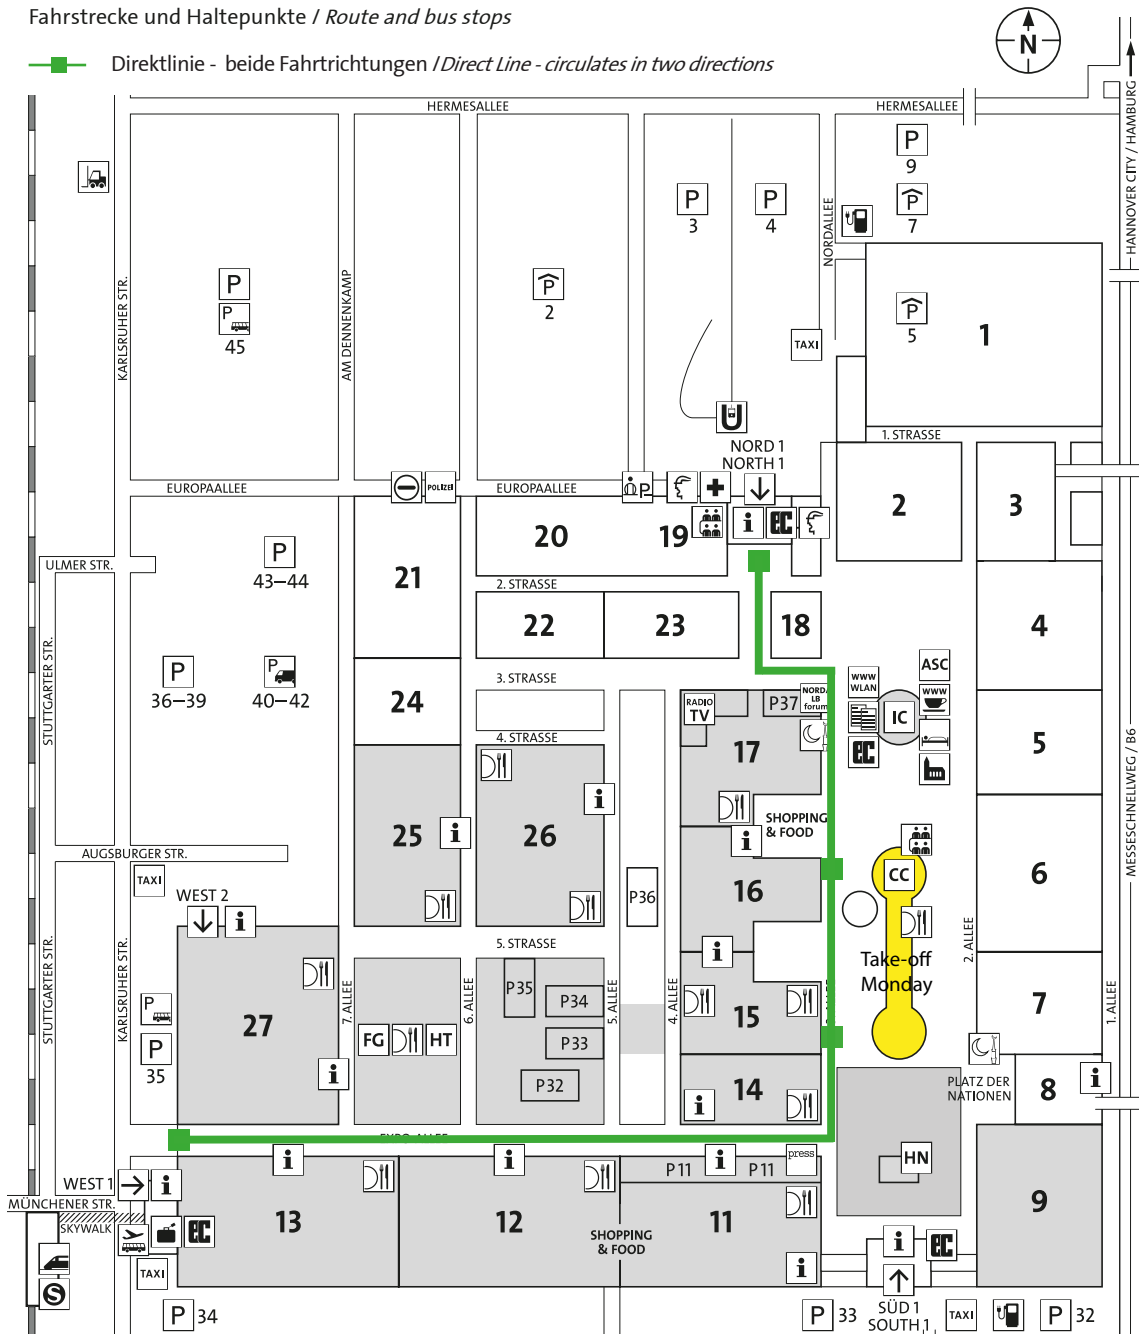 Fahrstrecke und Haltepunkte / Route and bus stops
Direktlinie - beide Fahrtrichtungen / Direct Line - circulates in two directions
N
HERMESALLEE
HERMESALLEE
HANNOVER CITY / HAMBURG
P
9
P
7
P
3
P
4
NORDALLEE
KARLSRUHER STR.
AM DENNENKAMP
P
P
45
P
2
P
5
1
TAXI
1. STRASSE
NORD 1
NORTH 1
EUROPAALLEE
POLIZEI
EUROPAALLEE
P
2
3
20
19
i
EC
21
ULMER STR.
P
43–44
2. STRASSE
22
23
18
4
STUTTGARTER STR.
P
36–39
P
40–42
24
3. STRASSE
4. STRASSE
RADIO
TV
P37
NORD/
LB
forum
WWW
WLAN
ASC
WWW
IC
EC
17
5
MESSESCHNELLWEG / B6
25
i
26
i
SHOPPING
& FOOD
i
AUGSBURGER STR.
TAXI
WEST 2
i
P36
16
CC
6
5. STRASSE
i
2. ALLEE
Take-off
Monday
STUTTGARTER STR.
KARLSRUHER STR.
27
7. ALLEE
6. ALLEE
5. ALLEE
4. ALLEE
P35
P34
P33
P32
15
7
1. ALLEE
P
P
35
FG
HT
i
i
14
PLATZ DER
NATIONEN
8
i
WEST 1
i
MÜNCHENER STR.
SKYWALK
EC
i
13
i
12
P 11
i
P 11
press
11
HN
9
SHOPPING
& FOOD
i
i
EC
TAXI
S
P 34
P 33
SÜD 1
SOUTH 1
TAXI
P 32